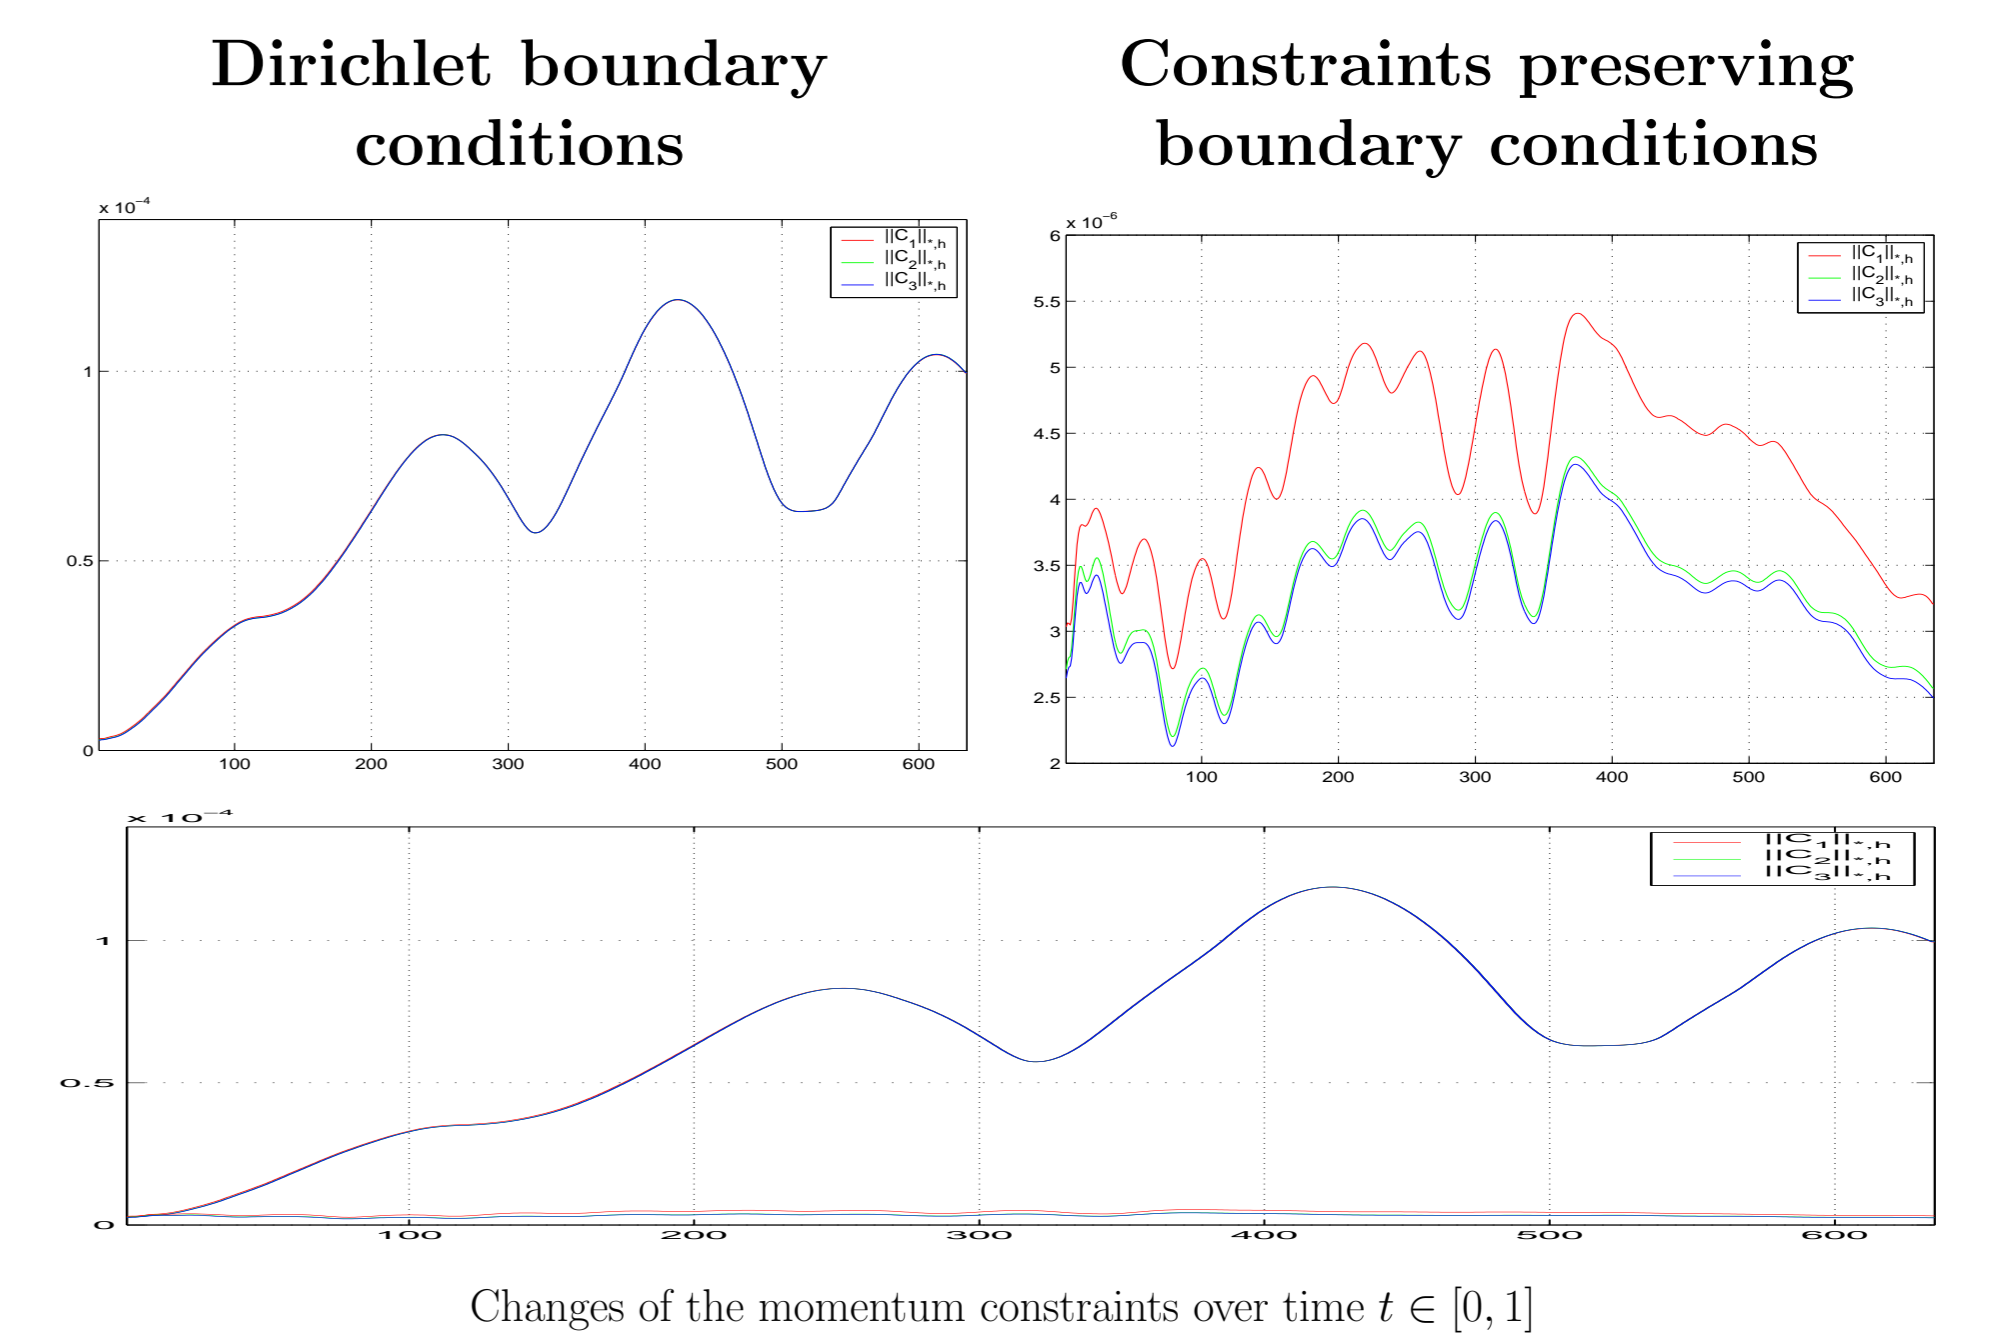 Dirichlet boundary
conditions
Constraints preserving
boundary conditions
x 10⁻⁴
||C₁||*,h
||C₂||*,h
||C₃||*,h
1
0.5
0
100 200 300 400 500 600
x 10⁻⁶
||C₁||*,h
||C₂||*,h
||C₃||*,h
6
5.5
5
4.5
4
3.5
3
2.5
2
100 200 300 400 500 600
x 10⁻⁴
||C₁||*,h
||C₂||*,h
||C₃||*,h
1
0.5
0
100 200 300 400 500 600
Changes of the momentum constraints over time t ∈ [0, 1]